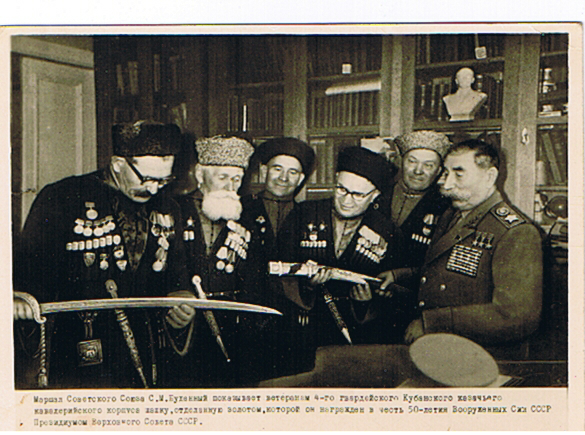 Маршал Советского Союза С.М.Буденный показывает ветеранам 4-го гвардейского Кубанского казачьего
кавалерийского корпуса шашку,отделанную золотом,которой он награжден в честь 50-летия Вооруженных Сил СССР
Президиумом Верховного Совета СССР.